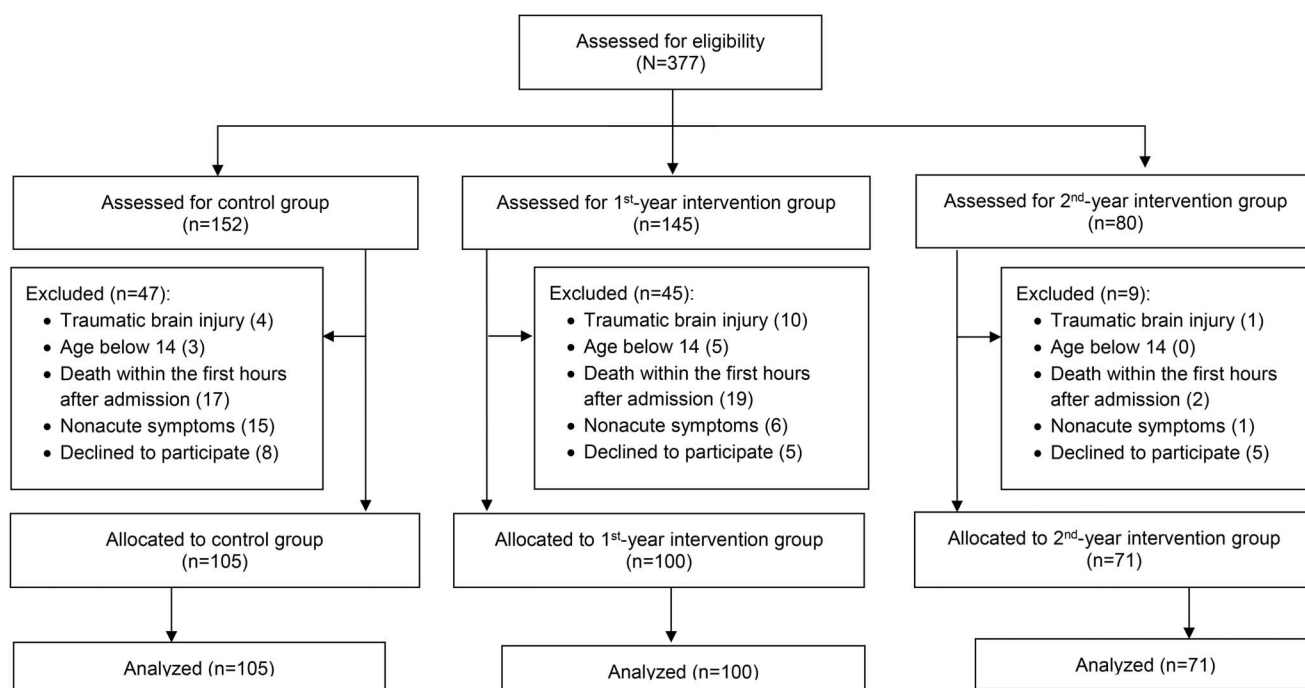 Assessed for eligibility
(N=377)
Assessed for control group
(n=152)
Assessed for 1st-year intervention group
(n=145)
Assessed for 2nd-year intervention group
(n=80)
Excluded (n=47):
• Traumatic brain injury (4)
• Age below 14 (3)
• Death within the first hours
after admission (17)
• Nonacute symptoms (15)
• Declined to participate (8)
Excluded (n=45):
• Traumatic brain injury (10)
• Age below 14 (5)
• Death within the first hours
after admission (19)
• Nonacute symptoms (6)
• Declined to participate (5)
Excluded (n=9):
• Traumatic brain injury (1)
• Age below 14 (0)
• Death within the first hours
after admission (2)
• Nonacute symptoms (1)
• Declined to participate (5)
Allocated to control group
(n=105)
Allocated to 1st-year intervention group
(n=100)
Allocated to 2nd-year intervention group
(n=71)
Analyzed (n=105)
Analyzed (n=100)
Analyzed (n=71)